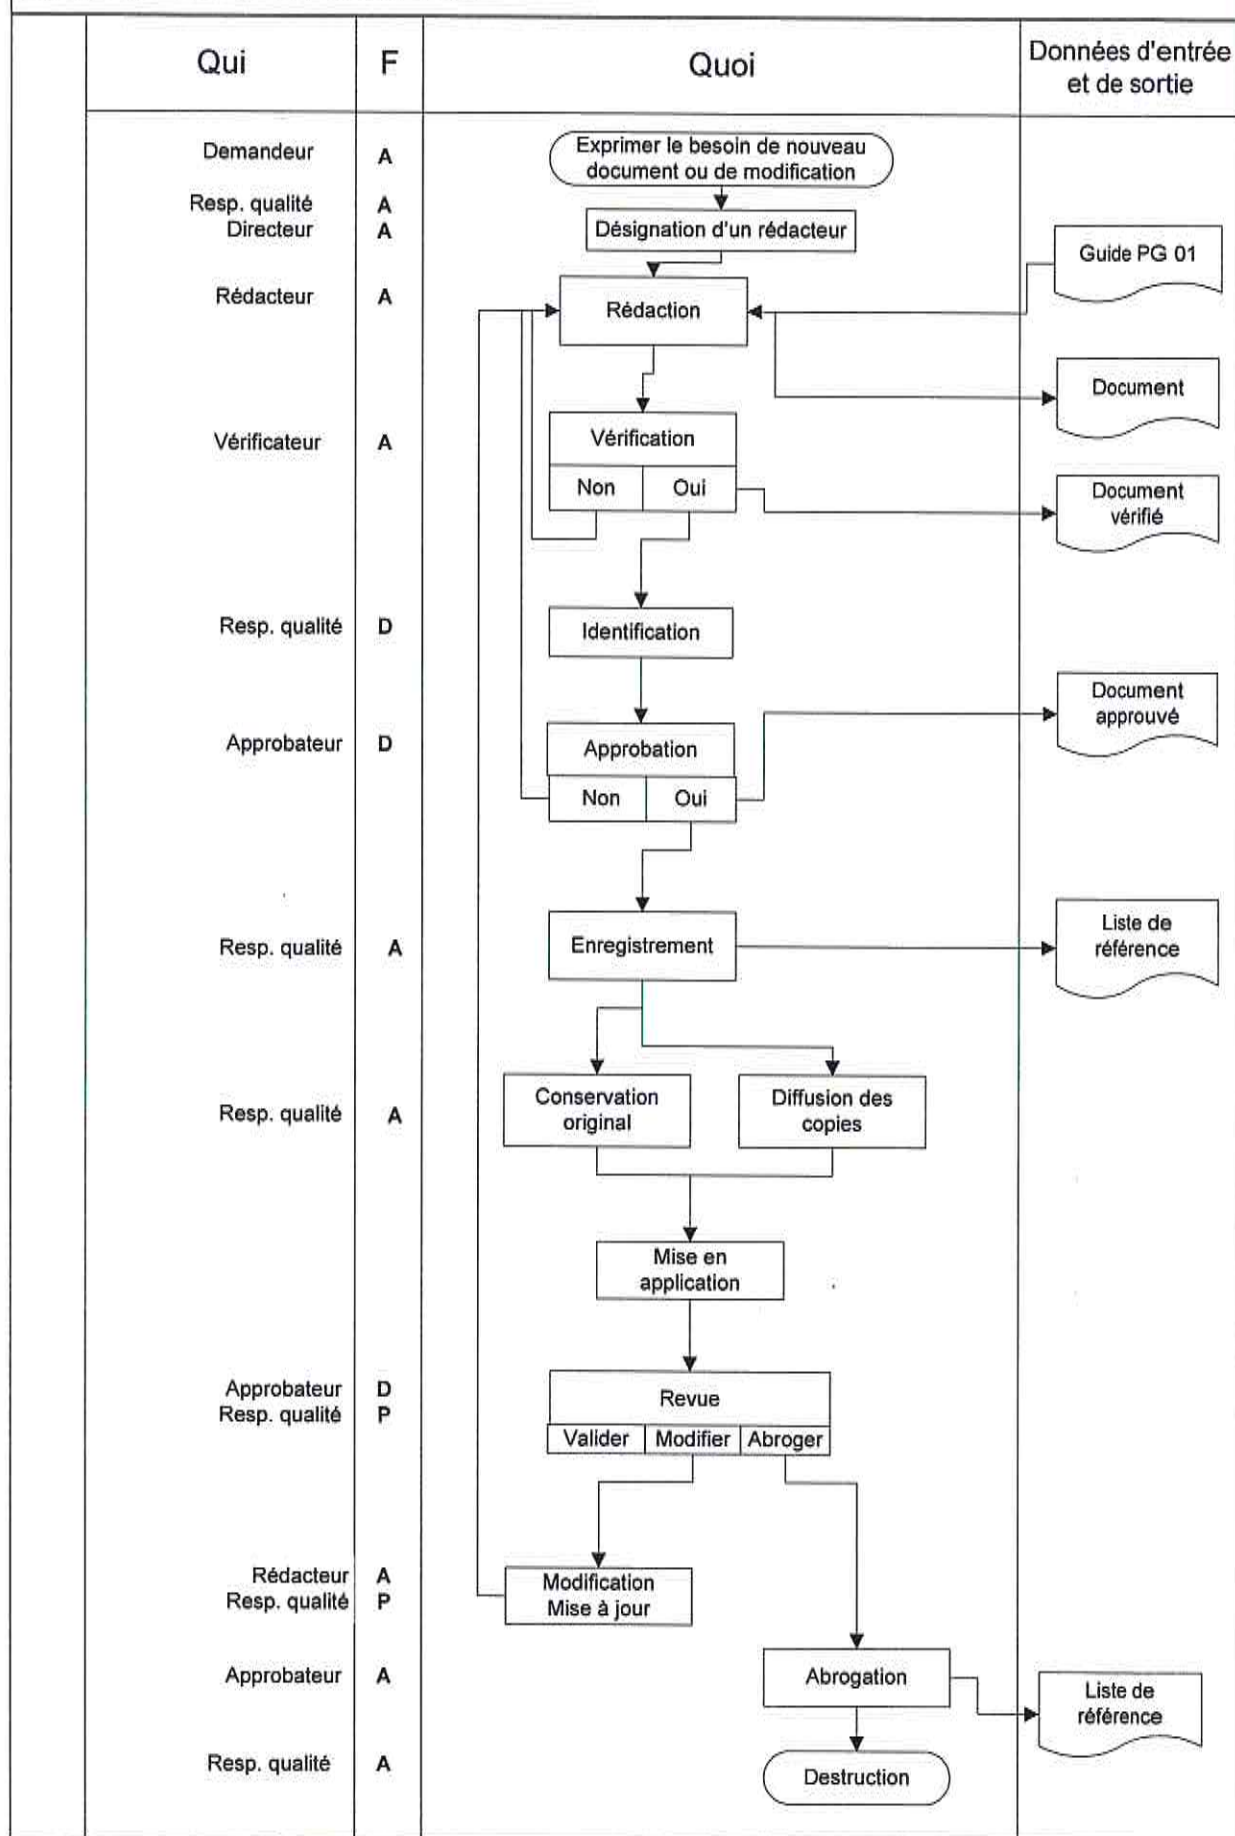 Qui
F
Quoi
Données d'entrée
et de sortie
Demandeur
A
Exprimer le besoin de nouveau
document ou de modification
Resp. qualité
A
Directeur
A
Désignation d'un rédacteur
Guide PG 01
Rédacteur
A
Rédaction
Document
Vérificateur
A
Vérification
Non
Oui
Document
vérifié
Resp. qualité
D
Identification
Document
approuvé
Approbateur
D
Approbation
Non
Oui
Resp. qualité
A
Enregistrement
Liste de
référence
Resp. qualité
A
Conservation
original
Diffusion des
copies
Mise en
application
Approbateur
D
Resp. qualité
P
Revue
Valider
Modifier
Abroger
Rédacteur
A
Resp. qualité
P
Modification
Mise à jour
Approbateur
A
Abrogation
Liste de
référence
Resp. qualité
A
Destruction